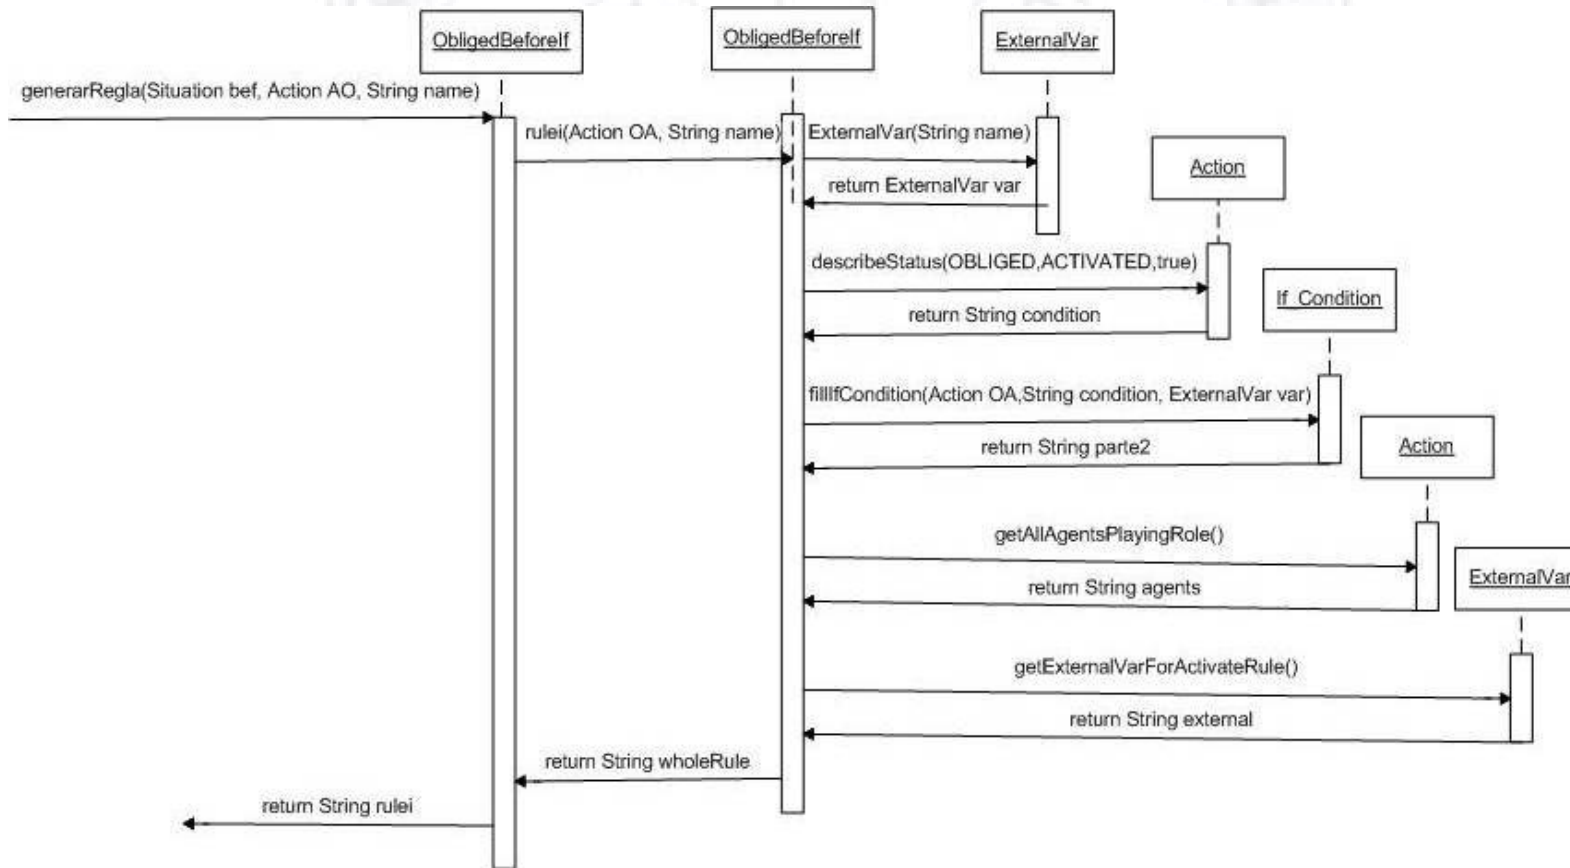 ObligedBeforeIf
ObligedBeforeIf
ExternalVar
generarRegla(Situation bef, Action AO, String name)
rulei(Action OA, String name)
ExternalVar(String name)
return ExternalVar var
Action
describeStatus(OBLIGED,ACTIVATED,true)
If_Condition
return String condition
fillIfCondition(Action OA,String condition, ExternalVar var)
return String parte2
Action
getAllAgentsPlayingRole()
ExternalVar
return String agents
getExternalVarForActivateRule()
return String external
return String wholeRule
return String rulei